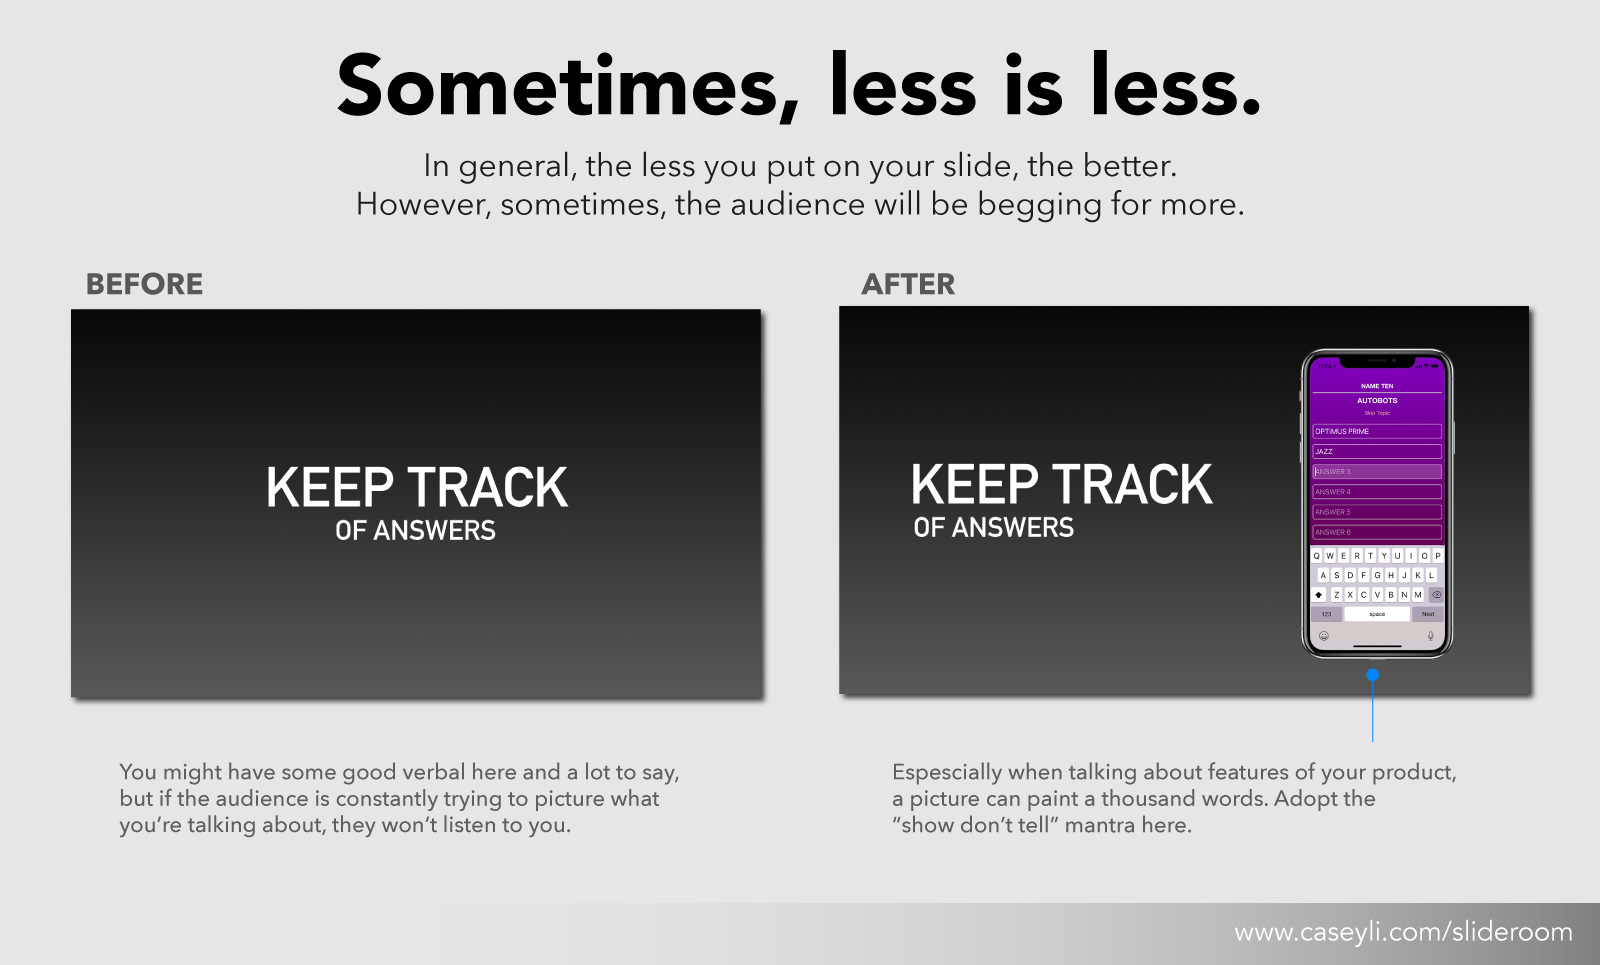 Sometimes, less is less.
In general, the less you put on your slide, the better.
However, sometimes, the audience will be begging for more.
BEFORE
KEEP TRACK
OF ANSWERS
You might have some good verbal here and a lot to say,
but if the audience is constantly trying to picture what
you’re talking about, they won’t listen to you.
AFTER
KEEP TRACK
OF ANSWERS
NAME TEN
AUTOBOTS
Skip Topic
OPTIMUS PRIME
JAZZ
ANSWER 3
ANSWER 4
ANSWER 5
ANSWER 6
Q W E R T Y U I O P
A S D F G H J K L
Z X C V B N M
123 space Next
Espescially when talking about features of your product,
a picture can paint a thousand words. Adopt the
“show don’t tell” mantra here.
www.caseyli.com/slideroom